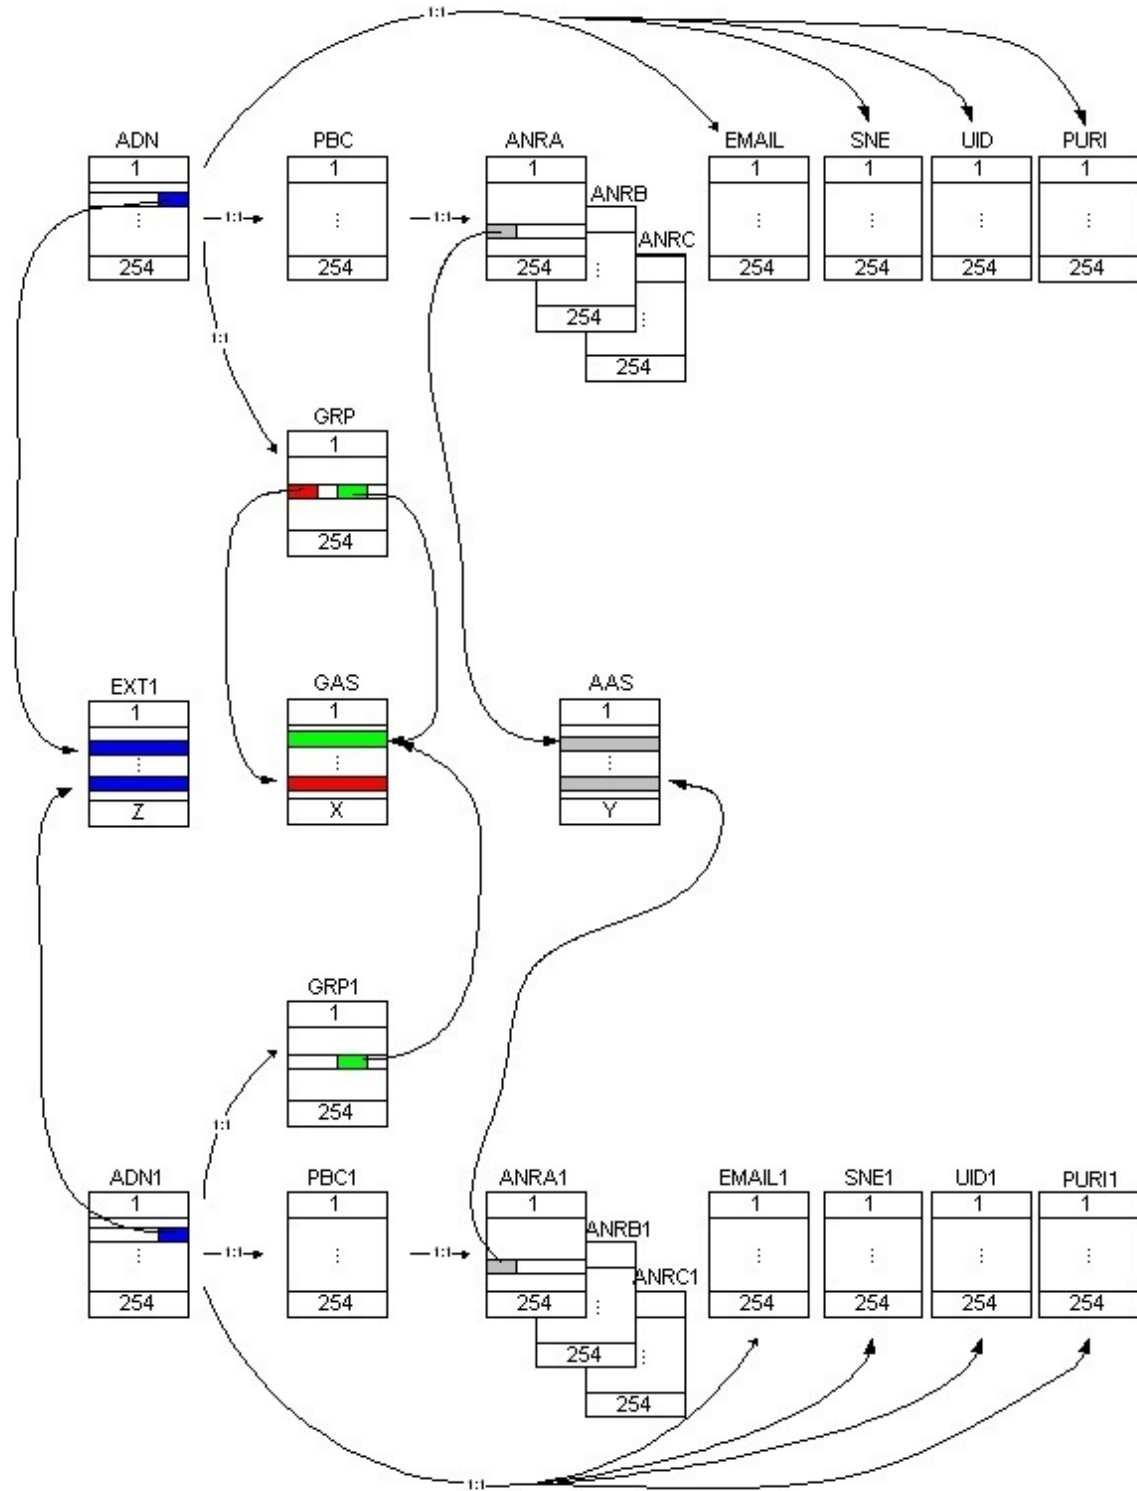 1:1
ADN PBC ANRA EMAIL SNE UID PURI
1 1 1 1 1 1 1
ANRB
1:1 1:1
⋮ ⋮ ⋮ ⋮ ⋮ ⋮
ANRC
254 254 254 ⋮ 254 254 254 254
254 ⋮
1:1
254
GRP
1
254
EXT1 GAS AAS
1 1 1
⋮ ⋮ ⋮
Z X Y
GRP1
1
254
1:1
ADN1 PBC1 ANRA1 EMAIL1 SNE1 UID1 PURI1
1 1 1 1 1 1 1
ANRB1
1:1 1:1
⋮ ⋮ ⋮ ⋮ ⋮ ⋮
ANRC1
254 254 254 ⋮ 254 254 254 254
254 ⋮
254
1:1